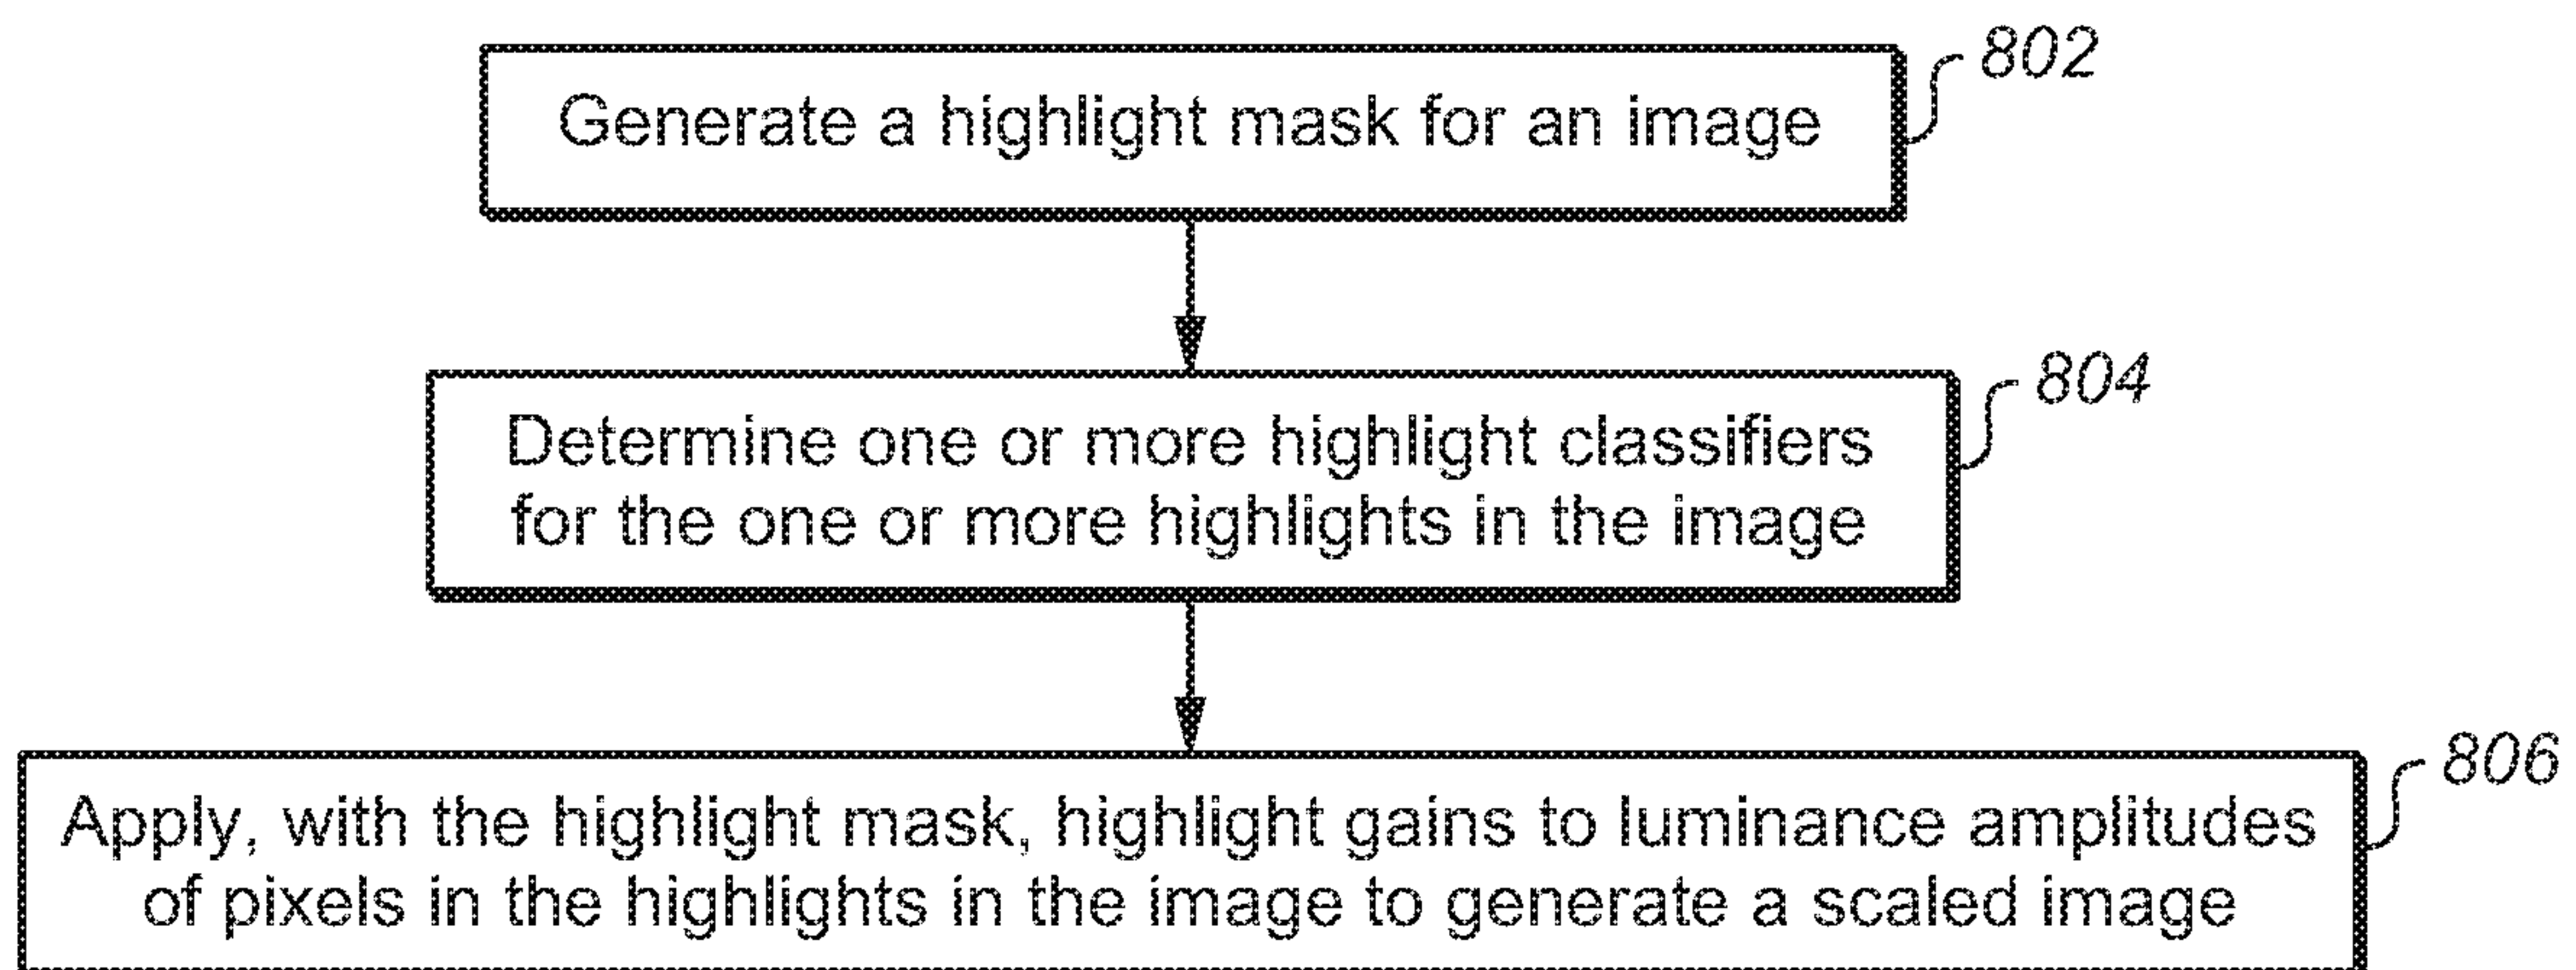 802
Generate a highlight mask for an image
804
Determine one or more highlight classifiers
for the one or more highlights in the image
806
Apply, with the highlight mask, highlight gains to luminance amplitudes
of pixels in the highlights in the image to generate a scaled image